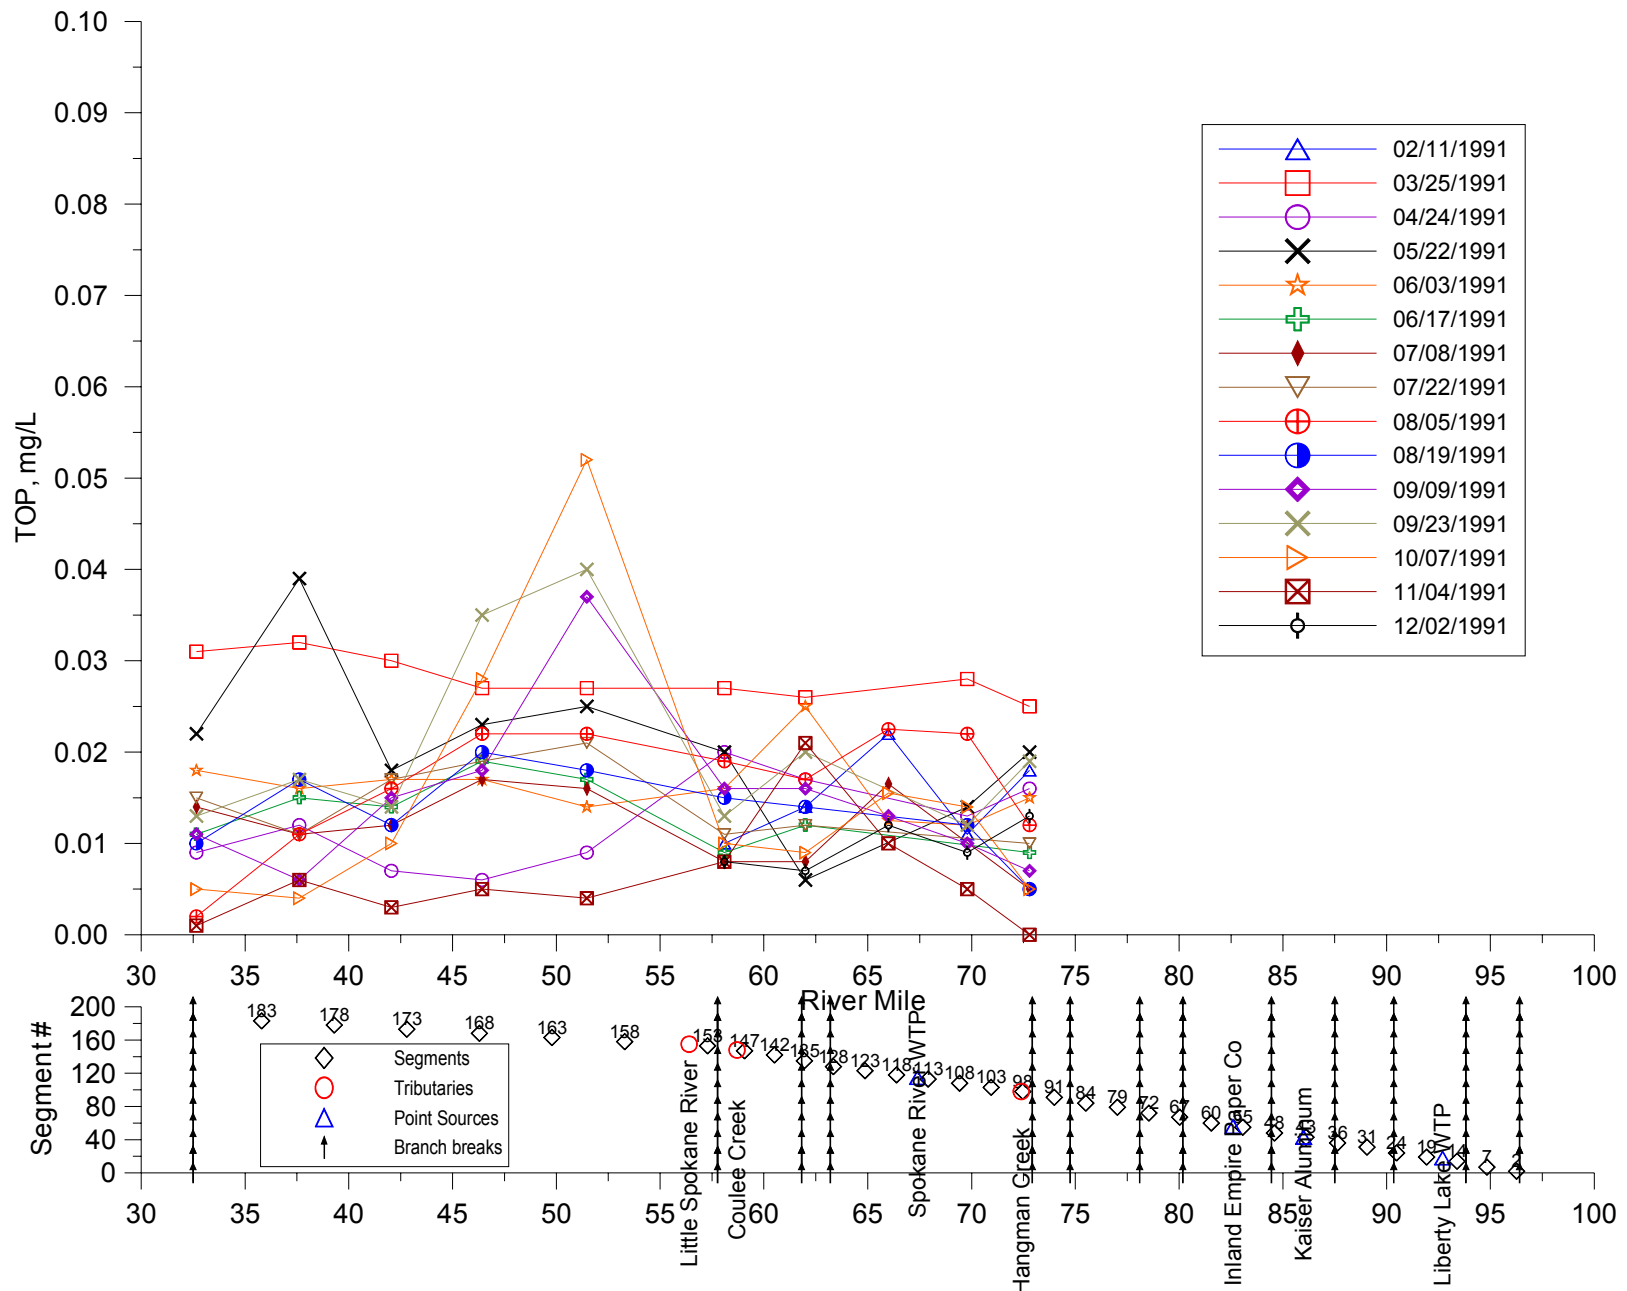 0.10
0.09
0.08
0.07
0.06
0.05
0.04
0.03
0.02
0.01
0.00
TOP, mg/L
02/11/1991
03/25/1991
04/24/1991
05/22/1991
06/03/1991
06/17/1991
07/08/1991
07/22/1991
08/05/1991
08/19/1991
09/09/1991
09/23/1991
10/07/1991
11/04/1991
12/02/1991
30 35 40 45 50 55 60 65 70 75 80 85 90 95 100
River Mile
200
160
120
80
40
0
Segment #
183 178 173 168 163 158 153 147 142 135 128 123 118 113 108 103 98 91 84 79 72 67 60 55 48 43 36 31 24 19 14 7 2
Segments
Tributaries
Point Sources
Branch breaks
Little Spokane River
Coulee Creek
Spokane River WTP
Hangman Creek
Inland Empire Paper Co
Kaiser Aluminum
Liberty Lake WTP
30 35 40 45 50 55 60 65 70 75 80 85 90 95 100